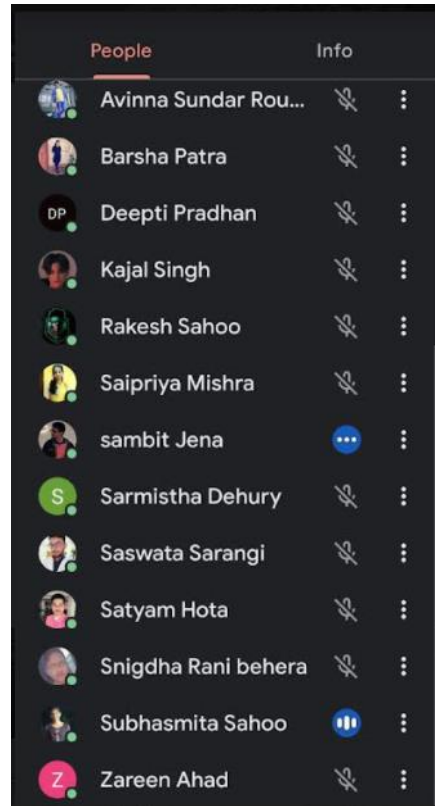 People Info
Avinna Sundar Rou...
Barsha Patra
DP Deepti Pradhan
Kajal Singh
Rakesh Sahoo
Saipriya Mishra
sambit Jena
S Sarmistha Dehury
Saswata Sarangi
Satyam Hota
Snigdha Rani behera
Subhasmita Sahoo
Z Zareen Ahad